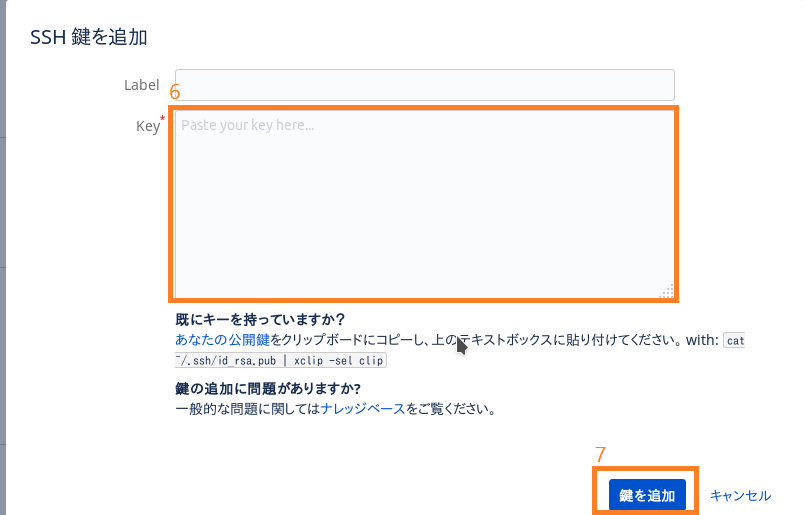 SSH 鍵を追加
Label
6
Key*
Paste your key here...
既にキーを持っていますか？
あなたの公開鍵をクリップボードにコピーし、上のテキストボックスに貼り付けてください。with: cat
~/.ssh/id_rsa.pub | xclip -sel clip
鍵の追加に問題がありますか?
一般的な問題に関してはナレッジベースをご覧ください。
7
鍵を追加 キャンセル